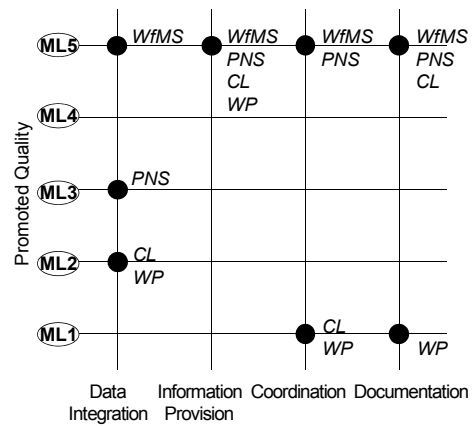 ML5
WfMS
WfMS
PNS
CL
WP
WfMS
PNS
WfMS
PNS
CL
ML4
ML3
PNS
ML2
CL
WP
ML1
CL
WP
WP
Promoted Quality
Data
Integration
Information
Provision
Coordination
Documentation